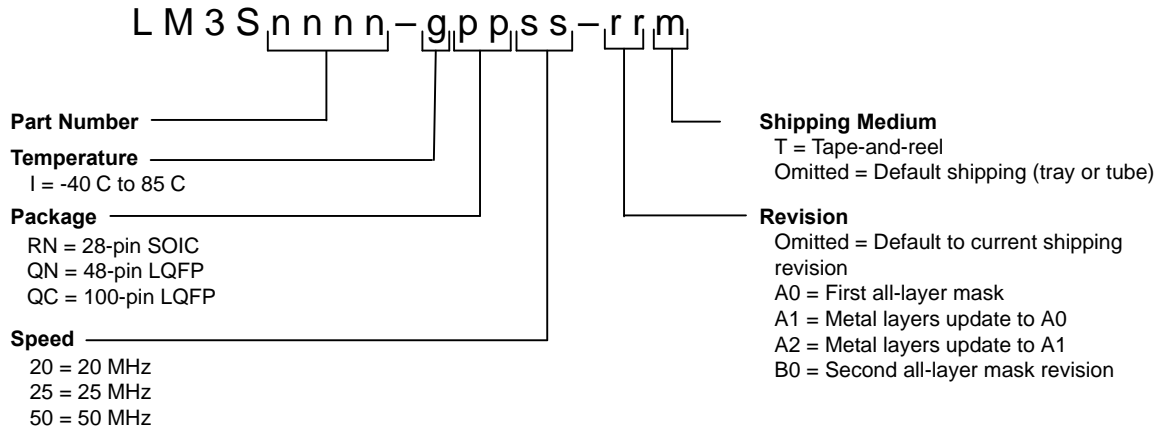 LM3Snnnn–gppss–rrm
Part Number
Temperature
I = -40 C to 85 C
Package
RN = 28-pin SOIC
QN = 48-pin LQFP
QC = 100-pin LQFP
Speed
20 = 20 MHz
25 = 25 MHz
50 = 50 MHz
Shipping Medium
T = Tape-and-reel
Omitted = Default shipping (tray or tube)
Revision
Omitted = Default to current shipping
revision
A0 = First all-layer mask
A1 = Metal layers update to A0
A2 = Metal layers update to A1
B0 = Second all-layer mask revision